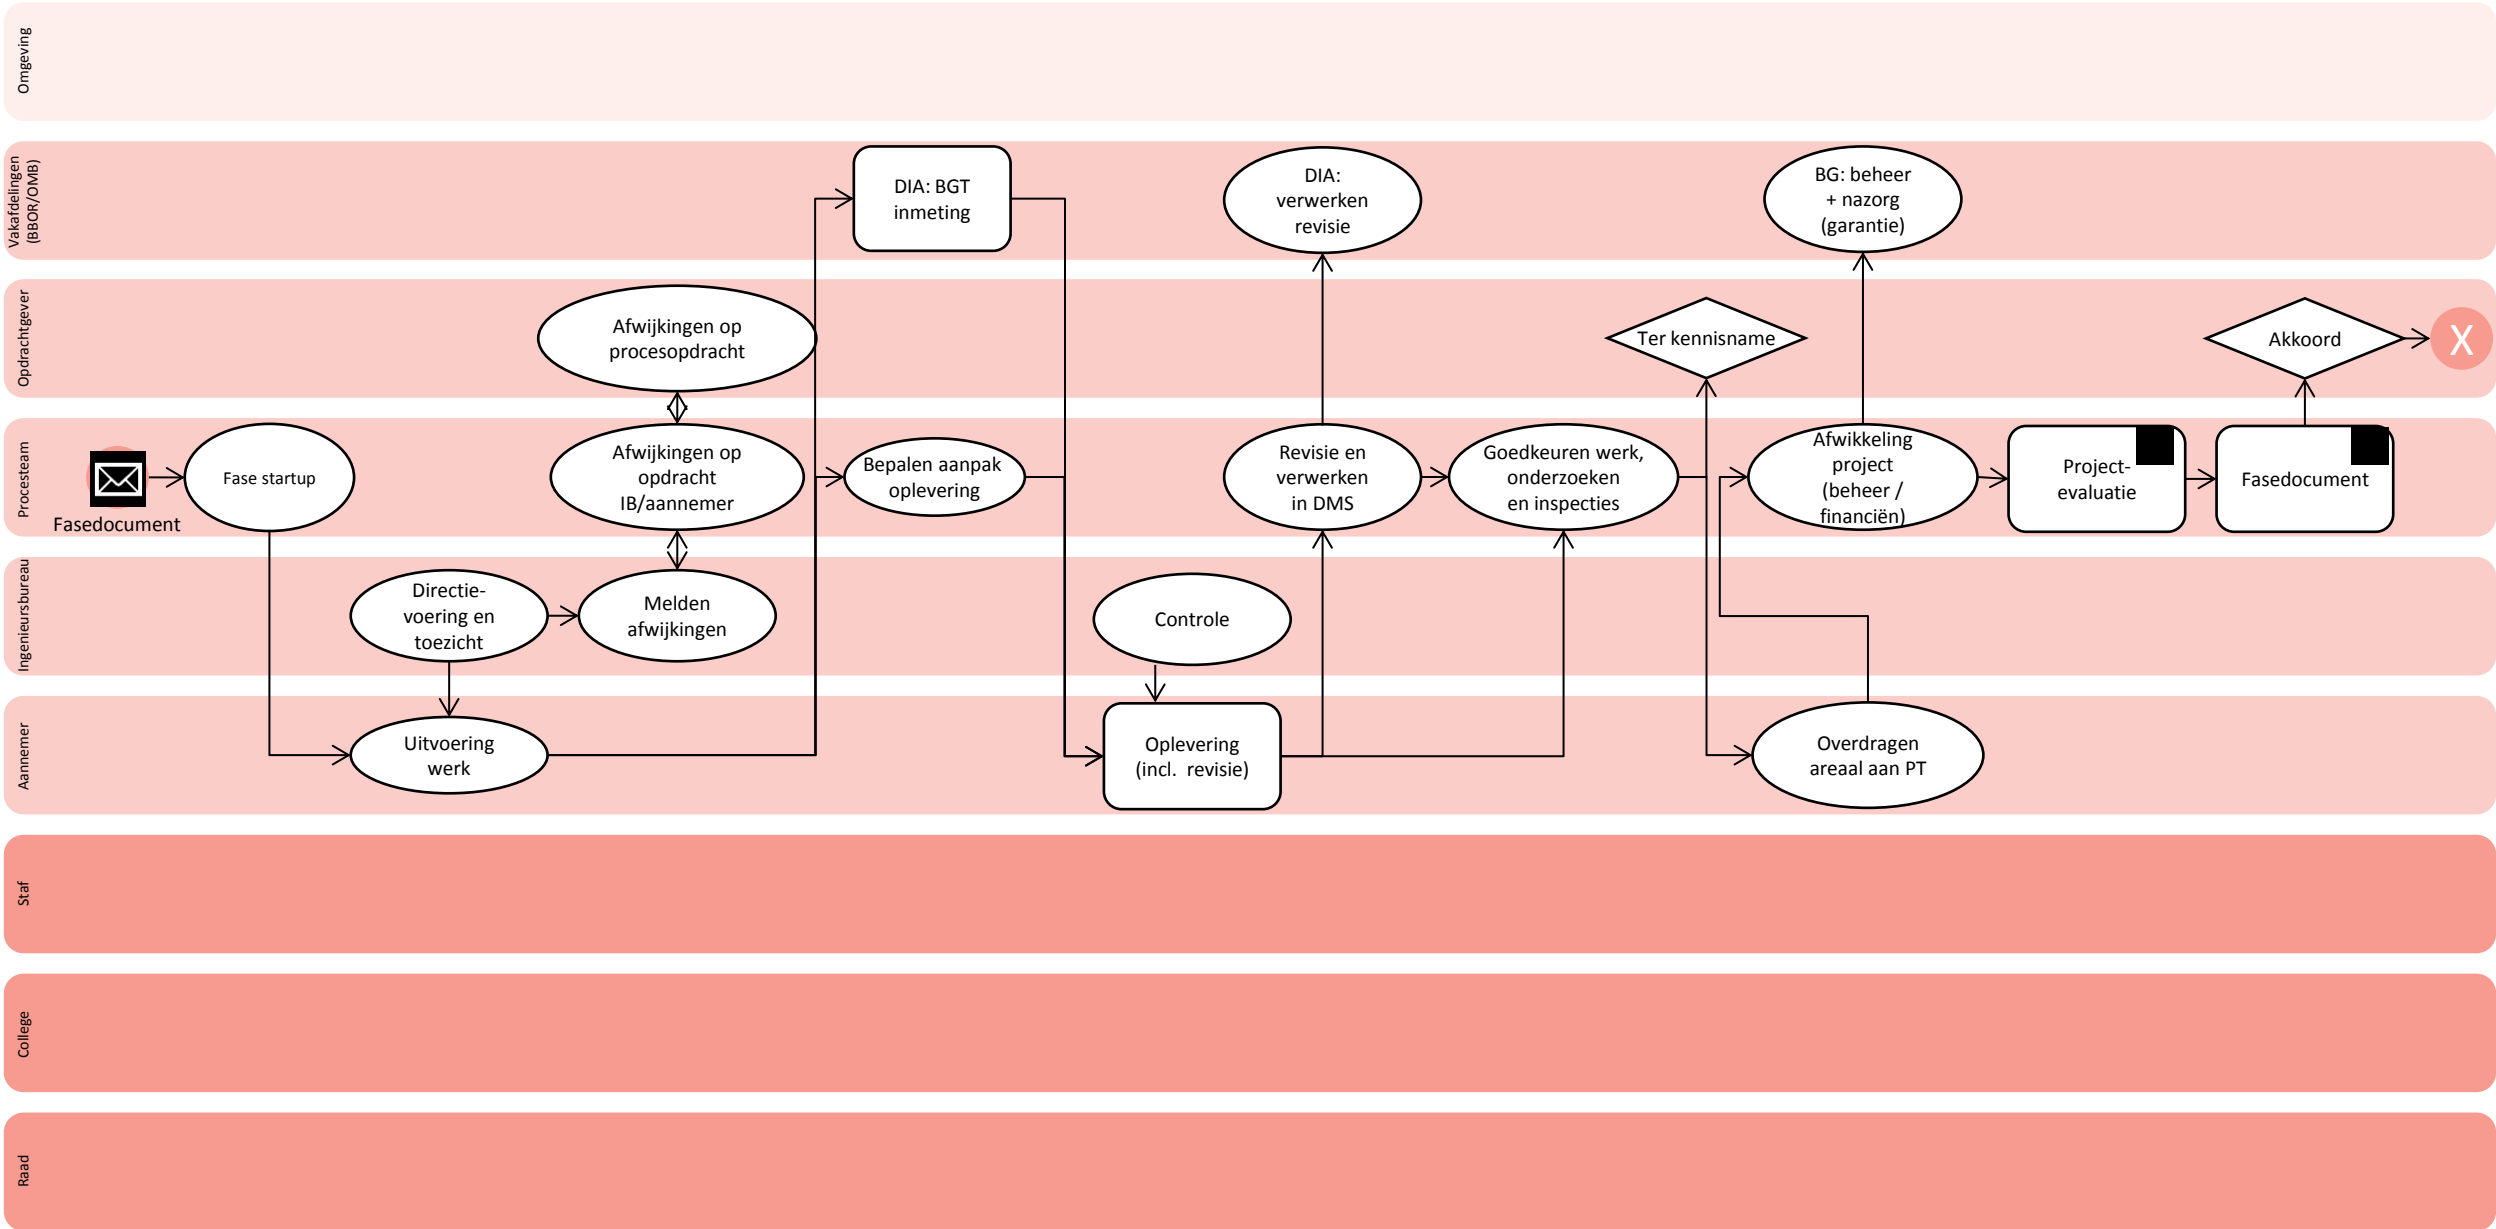 Omgeving
Vakafdelingen
(BBOR/OMB)
DIA: BGT
inmeting
DIA:
verwerken
revisie
BG: beheer
+ nazorg
(garantie)
Opdrachtgever
Afwijkingen op
procesopdracht
Ter kennisname
Akkoord
X
Procesteam
Fasedocument
Fase startup
Afwijkingen op
opdracht
IB/aannemer
Bepalen aanpak
oplevering
Revisie en
verwerken
in DMS
Goedkeuren werk,
onderzoeken
en inspecties
Afwikkeling
project
(beheer /
financiën)
Project-
evaluatie
Fasedocument
Ingenieursbureau
Directie-
voering en
toezicht
Melden
afwijkingen
Controle
Aannemer
Uitvoering
werk
Oplevering
(incl. revisie)
Overdragen
areaal aan PT
Staf
College
Raad